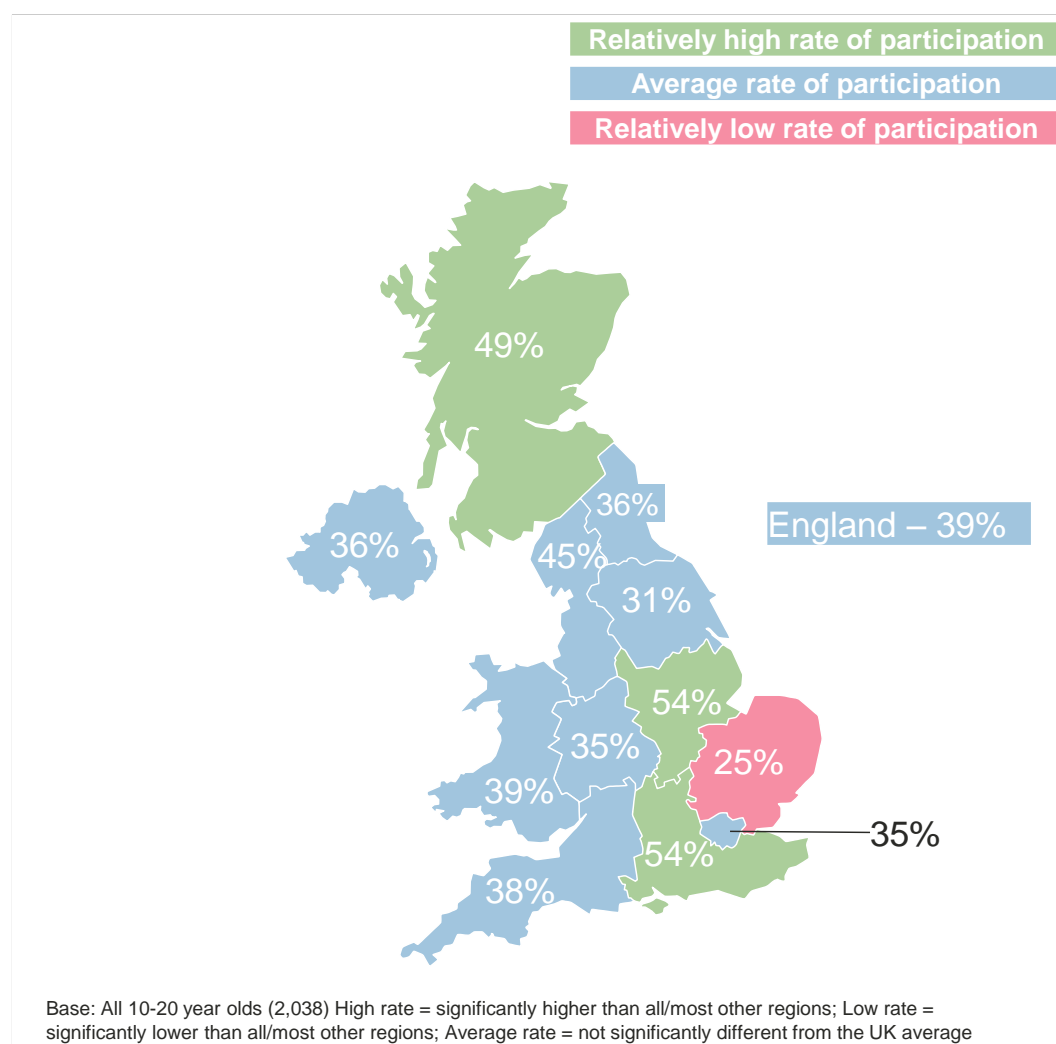 Relatively high rate of participation
Average rate of participation
Relatively low rate of participation
49%
36%
England – 39%
36%
45%
31%
54%
35%
25%
39%
35%
54%
38%
Base: All 10-20 year olds (2,038) High rate = significantly higher than all/most other regions; Low rate =
significantly lower than all/most other regions; Average rate = not significantly different from the UK average